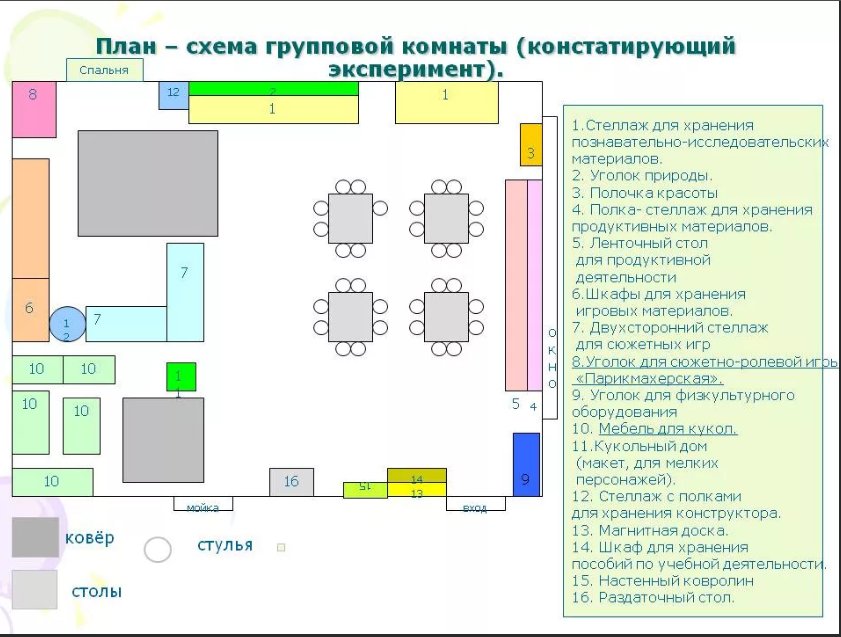 План – схема групповой комнаты (констатирующий
эксперимент).
Спальня
8
12
2
1
1
3
7
6
1
2
7
10
10
1
1
10
10
10
16
15
14
13
9
5
4
ОКНО
мойка
вход
ковёр
стулья
столы
1.Стеллаж для хранения
познавательно-исследовательских
материалов.
2. Уголок природы.
3. Полочка красоты
4. Полка- стеллаж для хранения
продуктивных материалов.
5. Ленточный стол
для продуктивной
деятельности
6.Шкафы для хранения
игровых материалов.
7. Двухсторонний стеллаж
для сюжетных игр
8.Уголок для сюжетно-ролевой игры
«Парикмахерская».
9. Уголок для физкультурного
оборудования
10. Мебель для кукол.
11.Кукольный дом
(макет, для мелких
персонажей).
12. Стеллаж с полками
для хранения конструктора.
13. Магнитная доска.
14. Шкаф для хранения
пособий по учебной деятельности.
15. Настенный ковролин
16. Раздаточный стол.